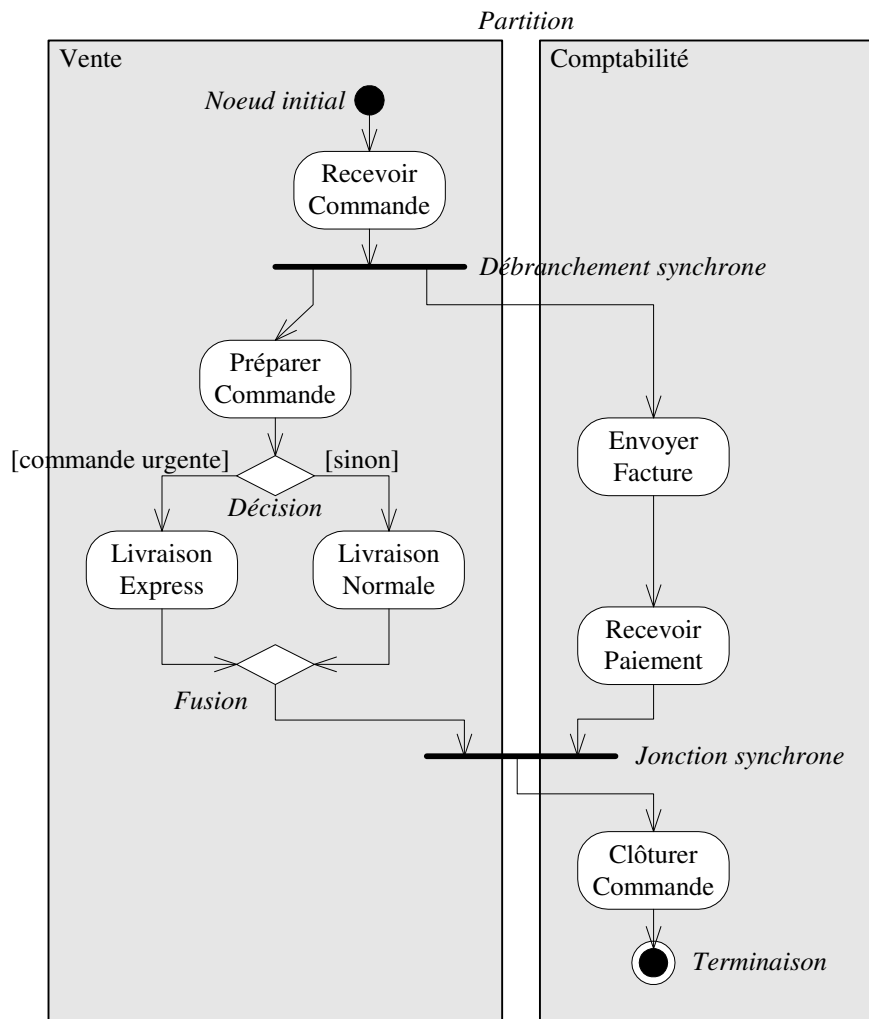 Partition
Vente
Comptabilité
Noeud initial
Recevoir
Commande
Débranchement synchrone
Préparer
Commande
[commande urgente]
[sinon]
Décision
Envoyer
Facture
Livraison
Express
Livraison
Normale
Recevoir
Paiement
Fusion
Jonction synchrone
Clôturer
Commande
Terminaison